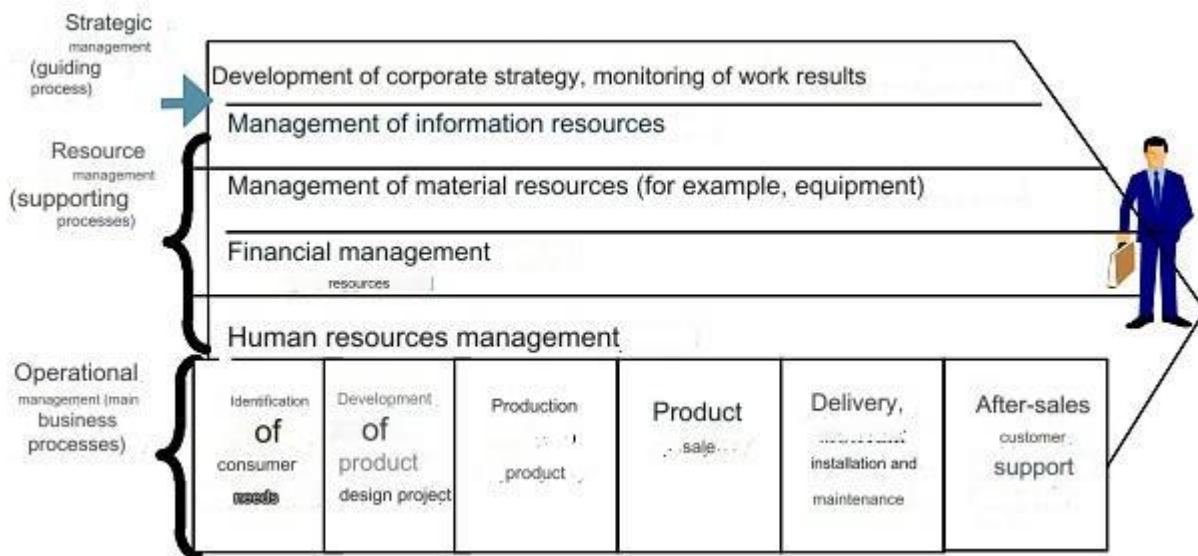 Strategic
management
(guiding
process)
Development of corporate strategy, monitoring of work results
Management of information resources
Resource
management
(supporting
processes)
Management of material resources (for example, equipment)
Financial management
resources
Human resources management
Operational
management (main
business
processes)
Identification
of
consumer
needs
Development
of
product
design project
Production
product
Product
sale
Delivery,
installation and
maintenance
After-sales
customer
support